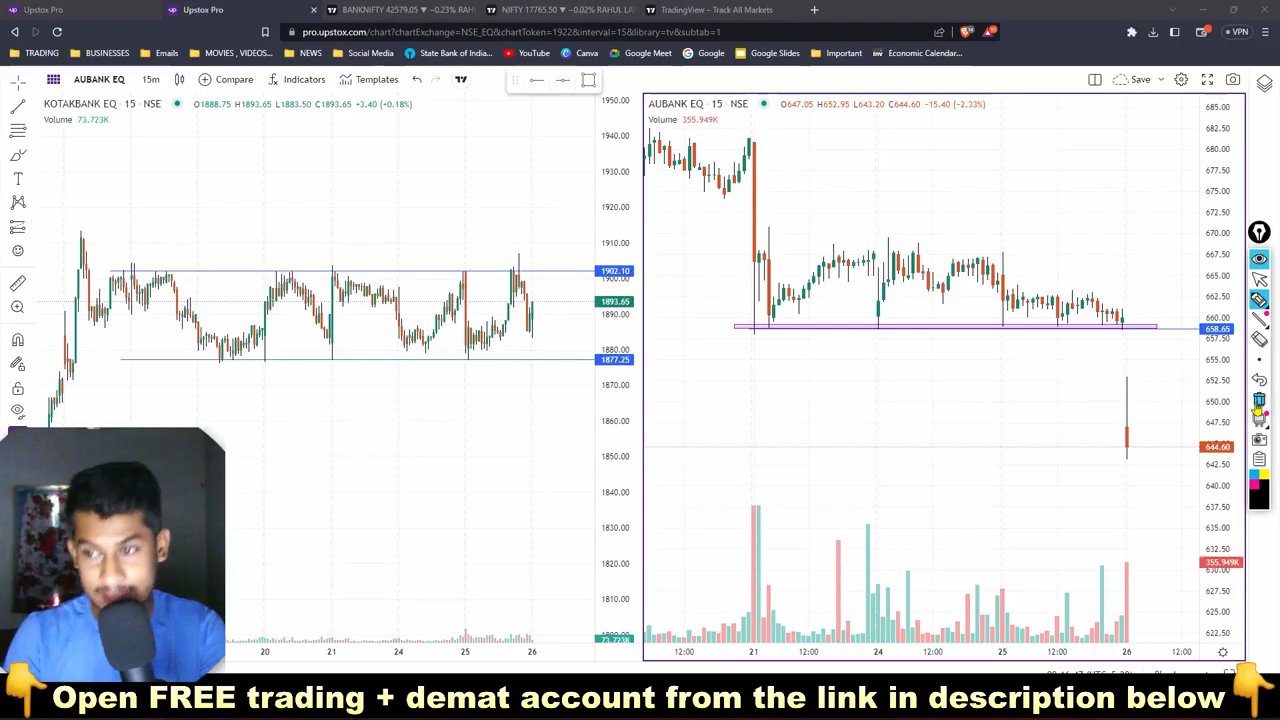 Upstox Pro
Upstox Pro
BANKNIFTY 42579.05 ▼ −0.23% RAHUL
NIFTY 17765.50 ▼ −0.02% RAHUL LA
TradingView – Track All Markets
pro.upstox.com/chart?chartExchange=NSE_EQ&chartToken=1922&interval=15&library=tv&subtab=1
VPN
TRADING
BUSINESSES
Emails
MOVIES , VIDEOS...
NEWS
Social Media
State Bank of India...
YouTube
Canva
Google Meet
Google
Google Slides
Important
Economic Calendar...
AUBANK EQ
15m
Compare
Indicators
Templates
Save
KOTAKBANK EQ · 15 · NSE
O1888.75 H1893.65 L1883.50 C1893.65 +3.40 (+0.18%)
Volume 73.723K
1950.00
1940.00
1930.00
1920.00
1910.00
1902.10
1900.00
1893.65
1890.00
1880.00
1877.25
1870.00
1860.00
1850.00
1840.00
1830.00
1820.00
1810.00
73.723K
20
21
24
25
26
AUBANK EQ · 15 · NSE
O647.05 H652.95 L643.20 C644.60 −15.40 (−2.33%)
Volume 355.949K
685.00
682.50
680.00
677.50
675.00
672.50
670.00
667.50
665.00
662.50
660.00
658.65
657.50
655.00
652.50
650.00
647.50
644.60
642.50
640.00
637.50
635.00
632.50
355.949K
630.00
627.50
625.00
622.50
12:00
21
12:00
24
12:00
25
12:00
26
12:00
Open FREE trading + demat account from the link in description below